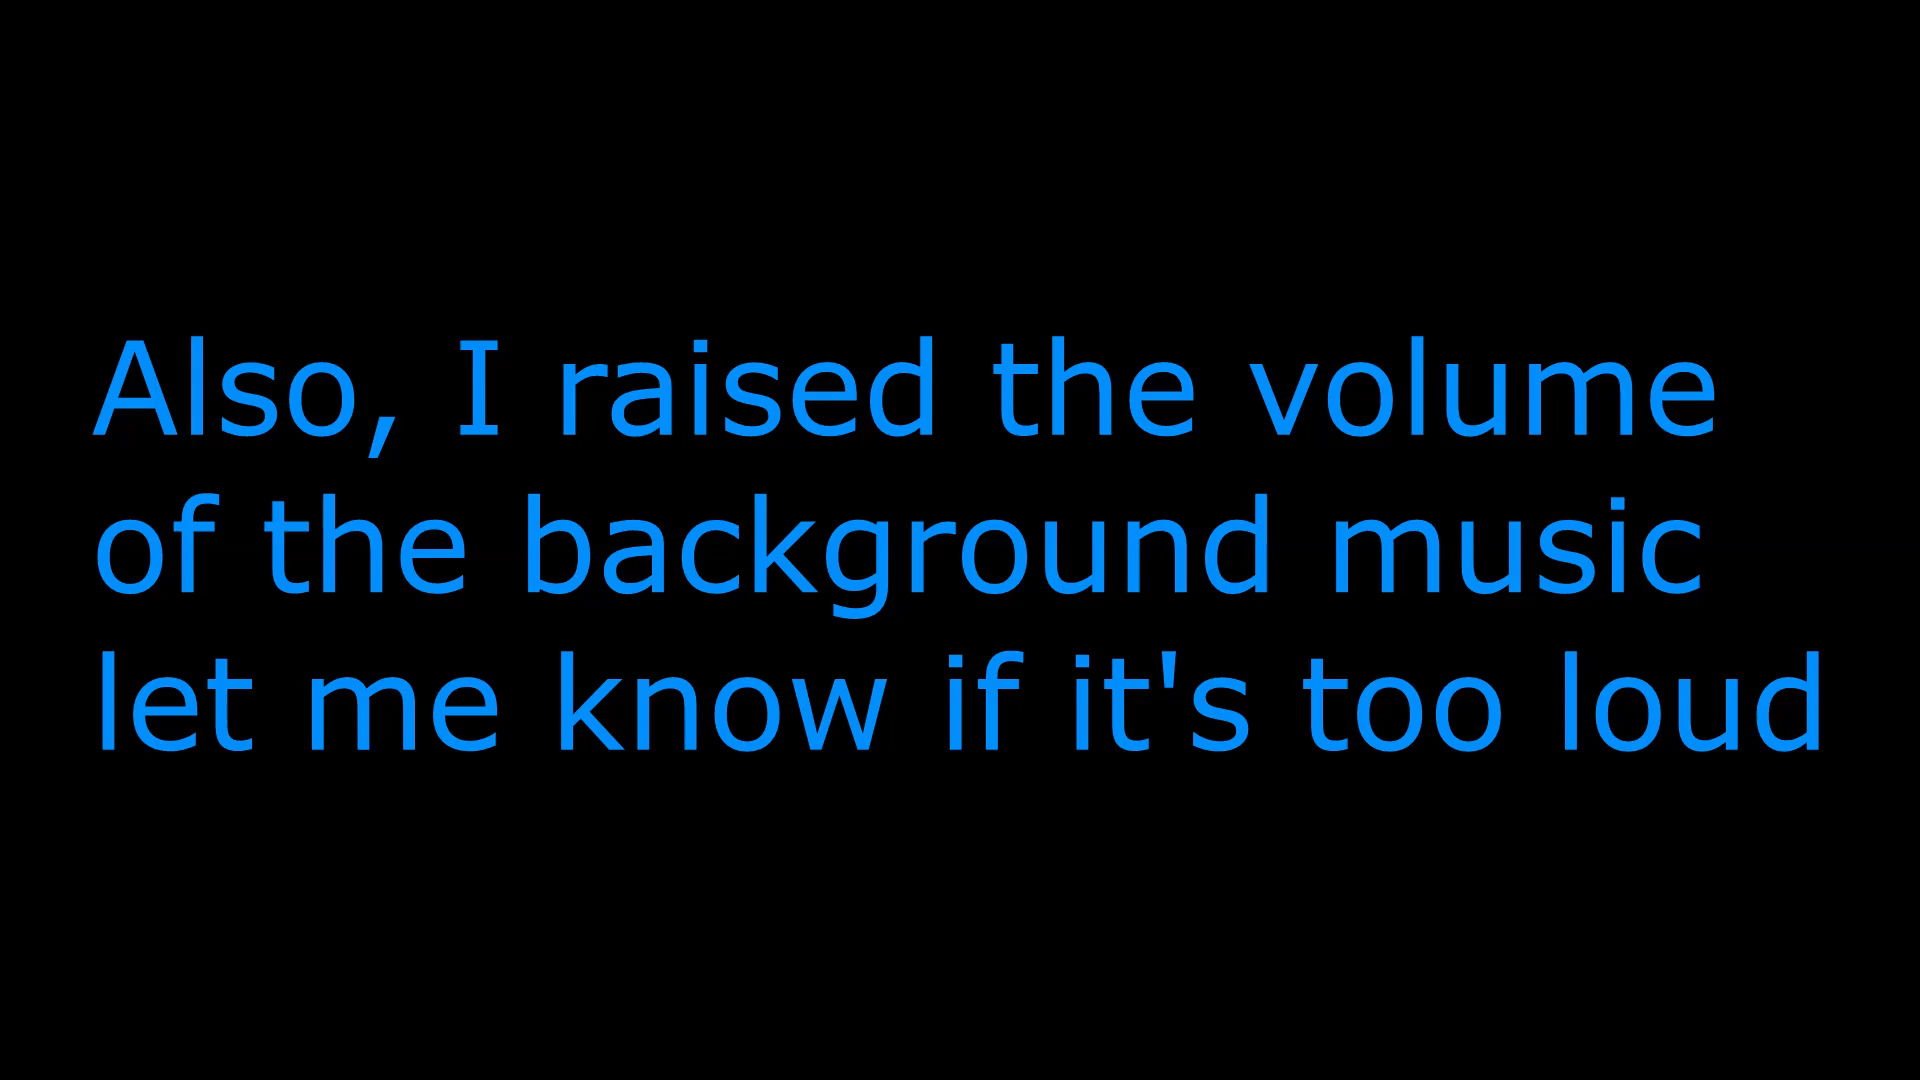 Also, I raised the volume
of the background music
let me know if it's too loud